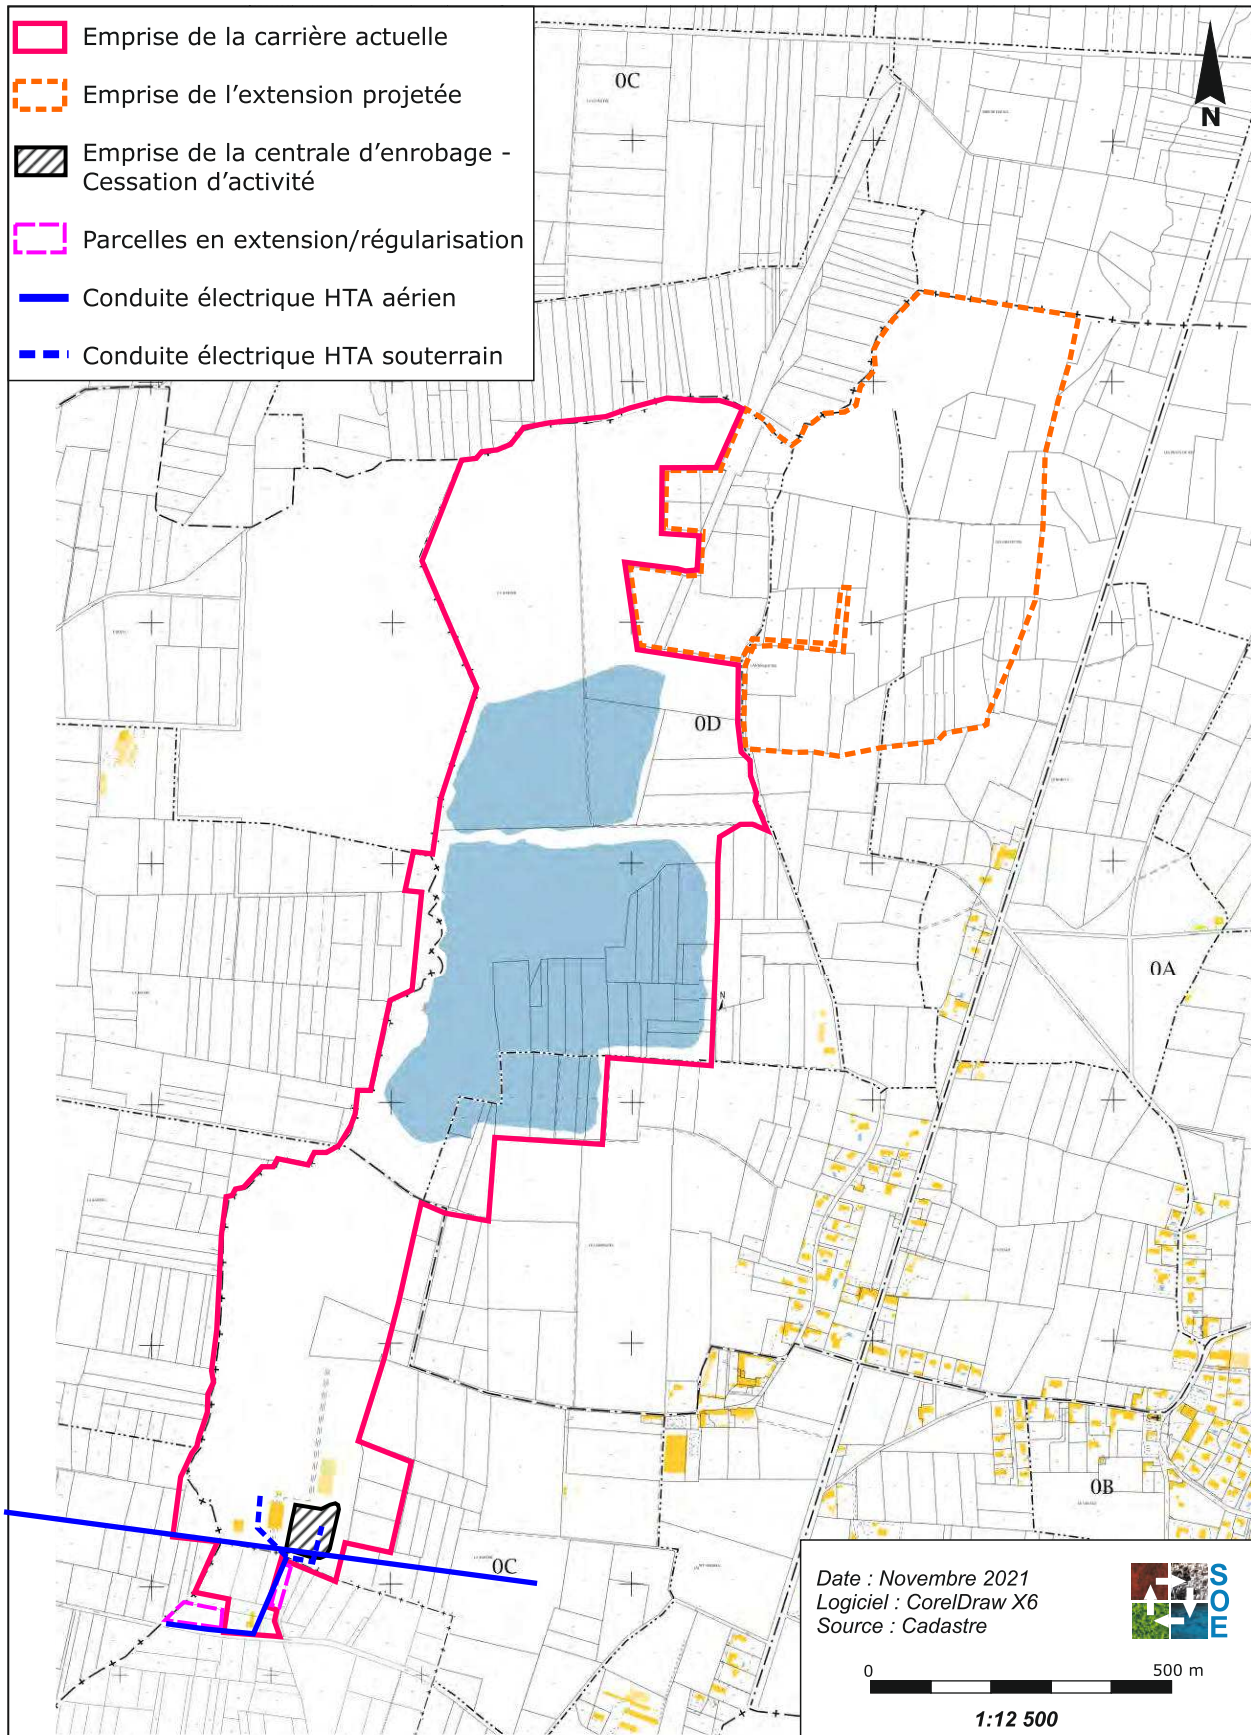 Emprise de la carrière actuelle
Emprise de l’extension projetée
Emprise de la centrale d’enrobage -
Cessation d’activité
Parcelles en extension/régularisation
Conduite électrique HTA aérien
Conduite électrique HTA souterrain
0C
N
0D
0A
N
0B
0C
Date : Novembre 2021
Logiciel : CorelDraw X6
Source : Cadastre
SOE
0 500 m
1:12 500